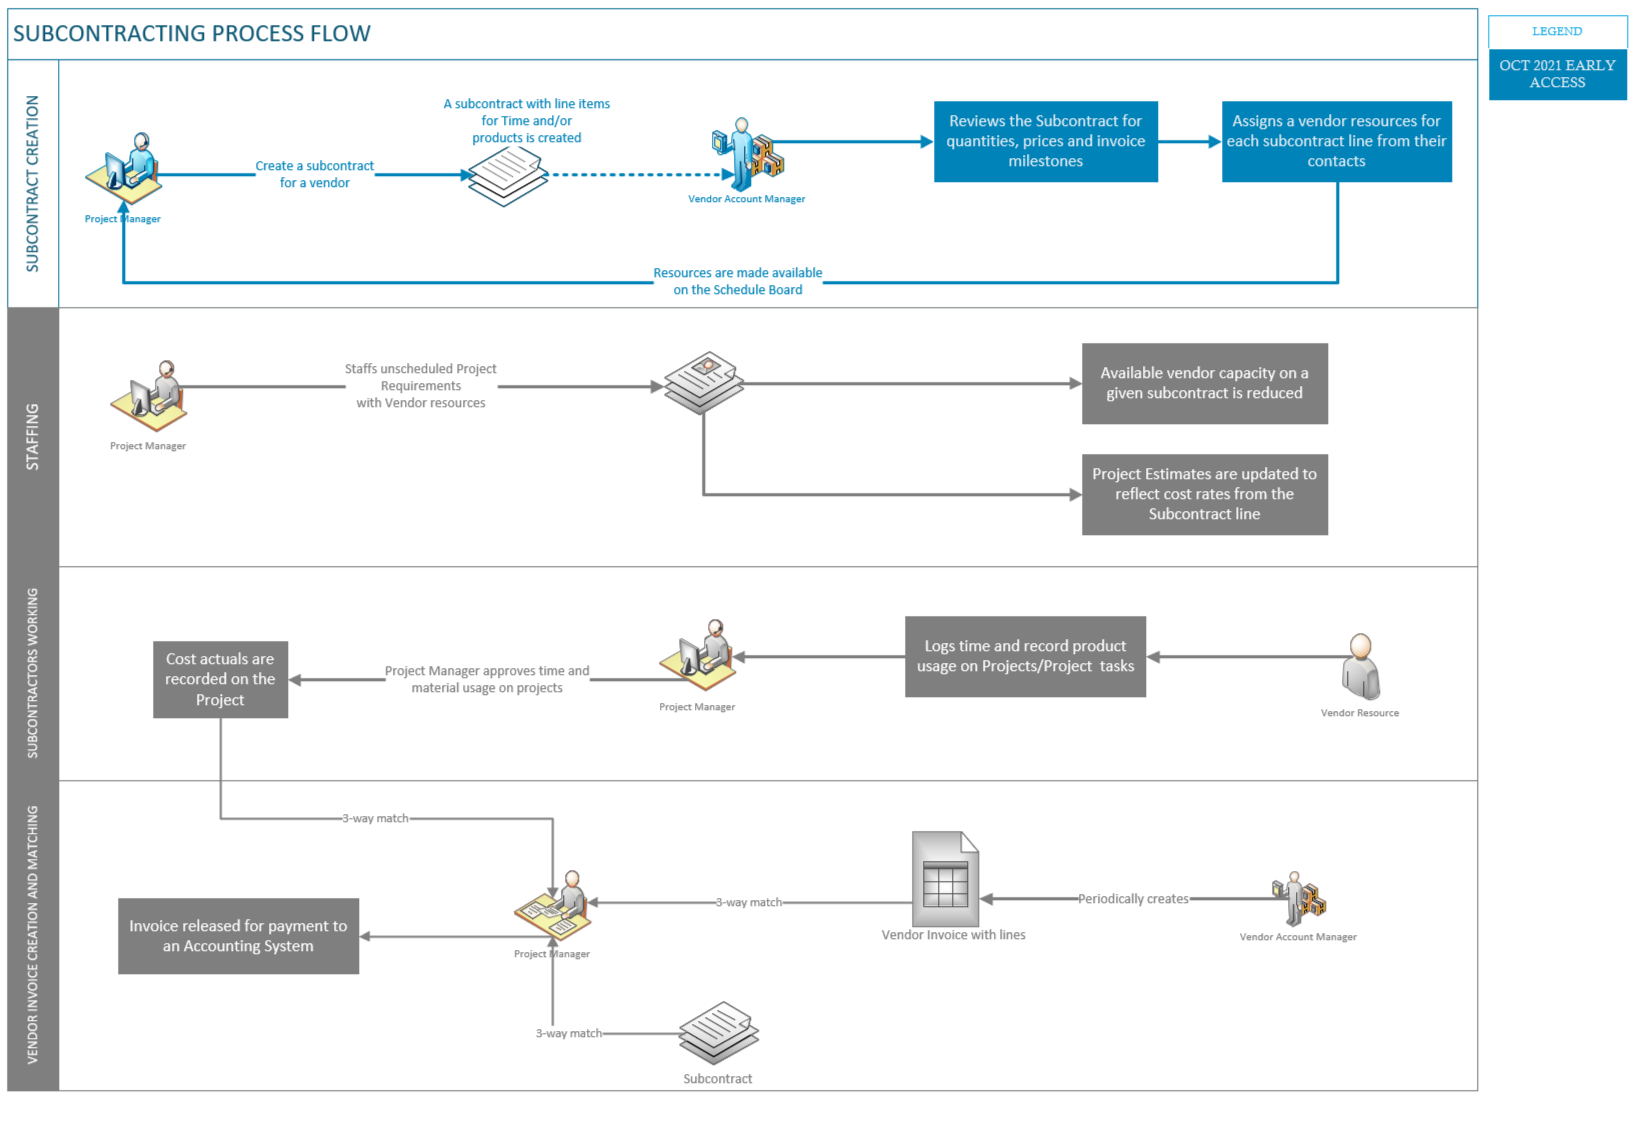 SUBCONTRACTING PROCESS FLOW
LEGEND
OCT 2021 EARLY
ACCESS
SUBCONTRACT CREATION
Project Manager
Create a subcontract
for a vendor
A subcontract with line items
for Time and/or
products is created
Vendor Account Manager
Reviews the Subcontract for
quantities, prices and invoice
milestones
Assigns a vendor resources for
each subcontract line from their
contacts
Resources are made available
on the Schedule Board
STAFFING
Project Manager
Staffs unscheduled Project
Requirements
with Vendor resources
Available vendor capacity on a
given subcontract is reduced
Project Estimates are updated to
reflect cost rates from the
Subcontract line
SUBCONTRACTORS WORKING
Cost actuals are
recorded on the
Project
Project Manager approves time and
material usage on projects
Project Manager
Logs time and record product
usage on Projects/Project tasks
Vendor Resource
VENDOR INVOICE CREATION AND MATCHING
3-way match
Invoice released for payment to
an Accounting System
Project Manager
3-way match
Vendor Invoice with lines
Periodically creates
Vendor Account Manager
3-way match
Subcontract